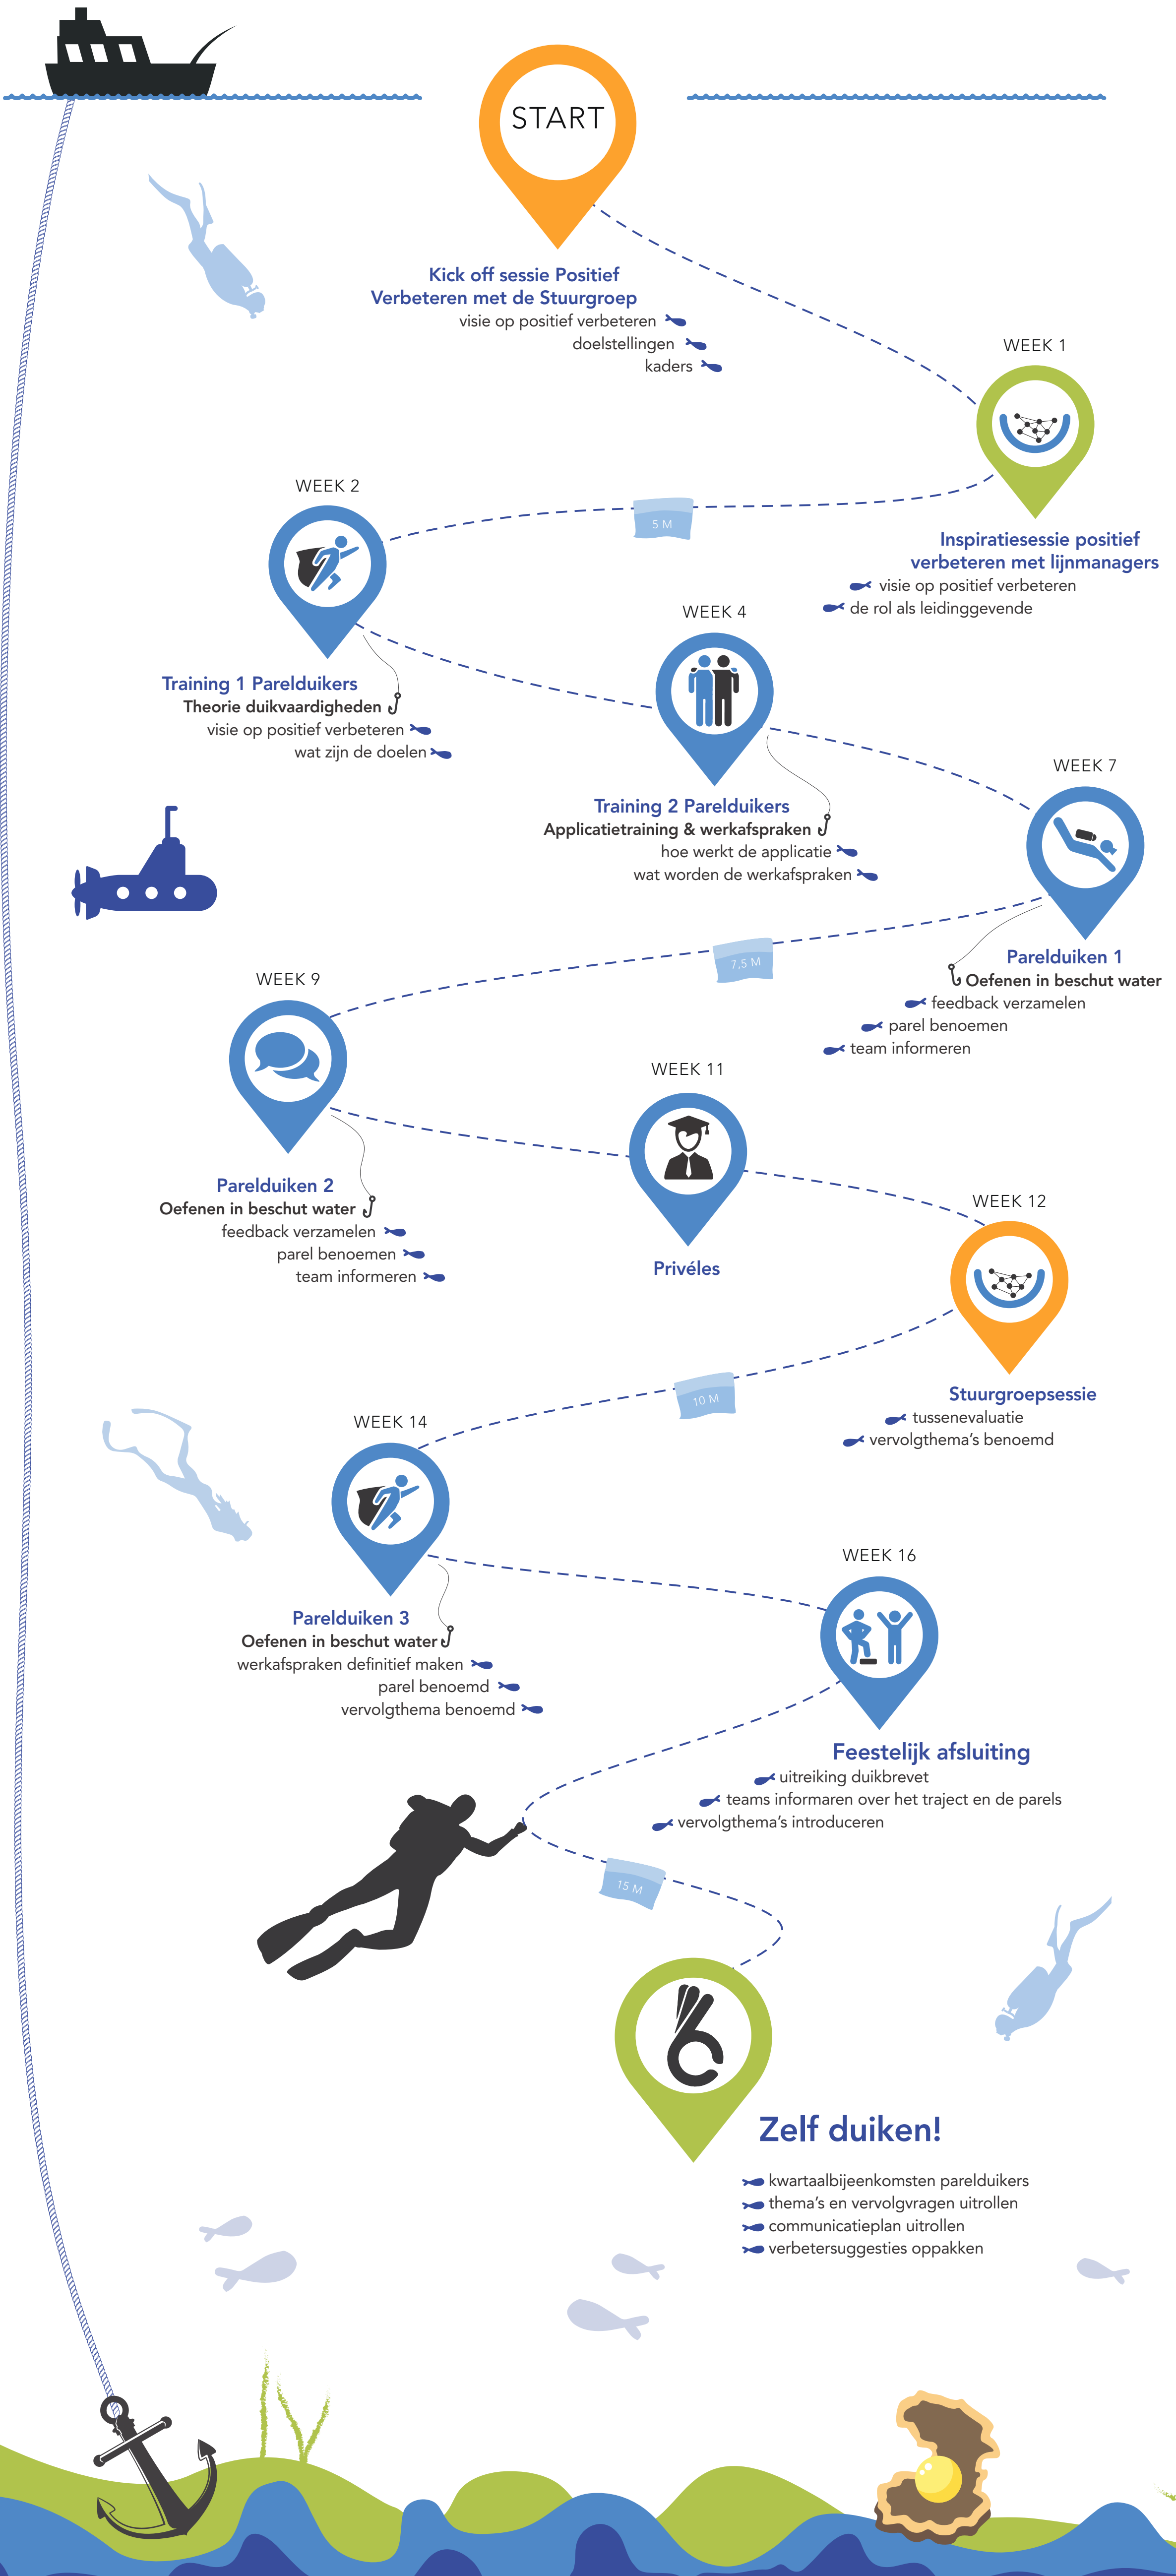 START
Kick off sessie Positief
Verbeteren met de Stuurgroep
visie op positief verbeteren
doelstellingen
kaders
WEEK 1
Inspiratiesessie positief
verbeteren met lijnmanagers
visie op positief verbeteren
de rol als leidinggevende
5 M
WEEK 2
Training 1 Parelduikers
Theorie duikvaardigheden
visie op positief verbeteren
wat zijn de doelen
WEEK 4
Training 2 Parelduikers
Applicatietraining & werkafspraken
hoe werkt de applicatie
wat worden de werkafspraken
WEEK 7
Parelduiken 1
Oefenen in beschut water
feedback verzamelen
parel benoemen
team informeren
7,5 M
WEEK 9
Parelduiken 2
Oefenen in beschut water
feedback verzamelen
parel benoemen
team informeren
WEEK 11
Privéles
WEEK 12
Stuurgroepsessie
tussenevaluatie
vervolgthema's benoemd
10 M
WEEK 14
Parelduiken 3
Oefenen in beschut water
werkafspraken definitief maken
parel benoemd
vervolgthema benoemd
WEEK 16
Feestelijk afsluiting
uitreiking duikbrevet
teams informaren over het traject en de parels
vervolgthema's introduceren
15 M
Zelf duiken!
kwartaalbijeenkomsten parelduikers
thema's en vervolgvragen uitrollen
communicatieplan uitrollen
verbetersuggesties oppakken